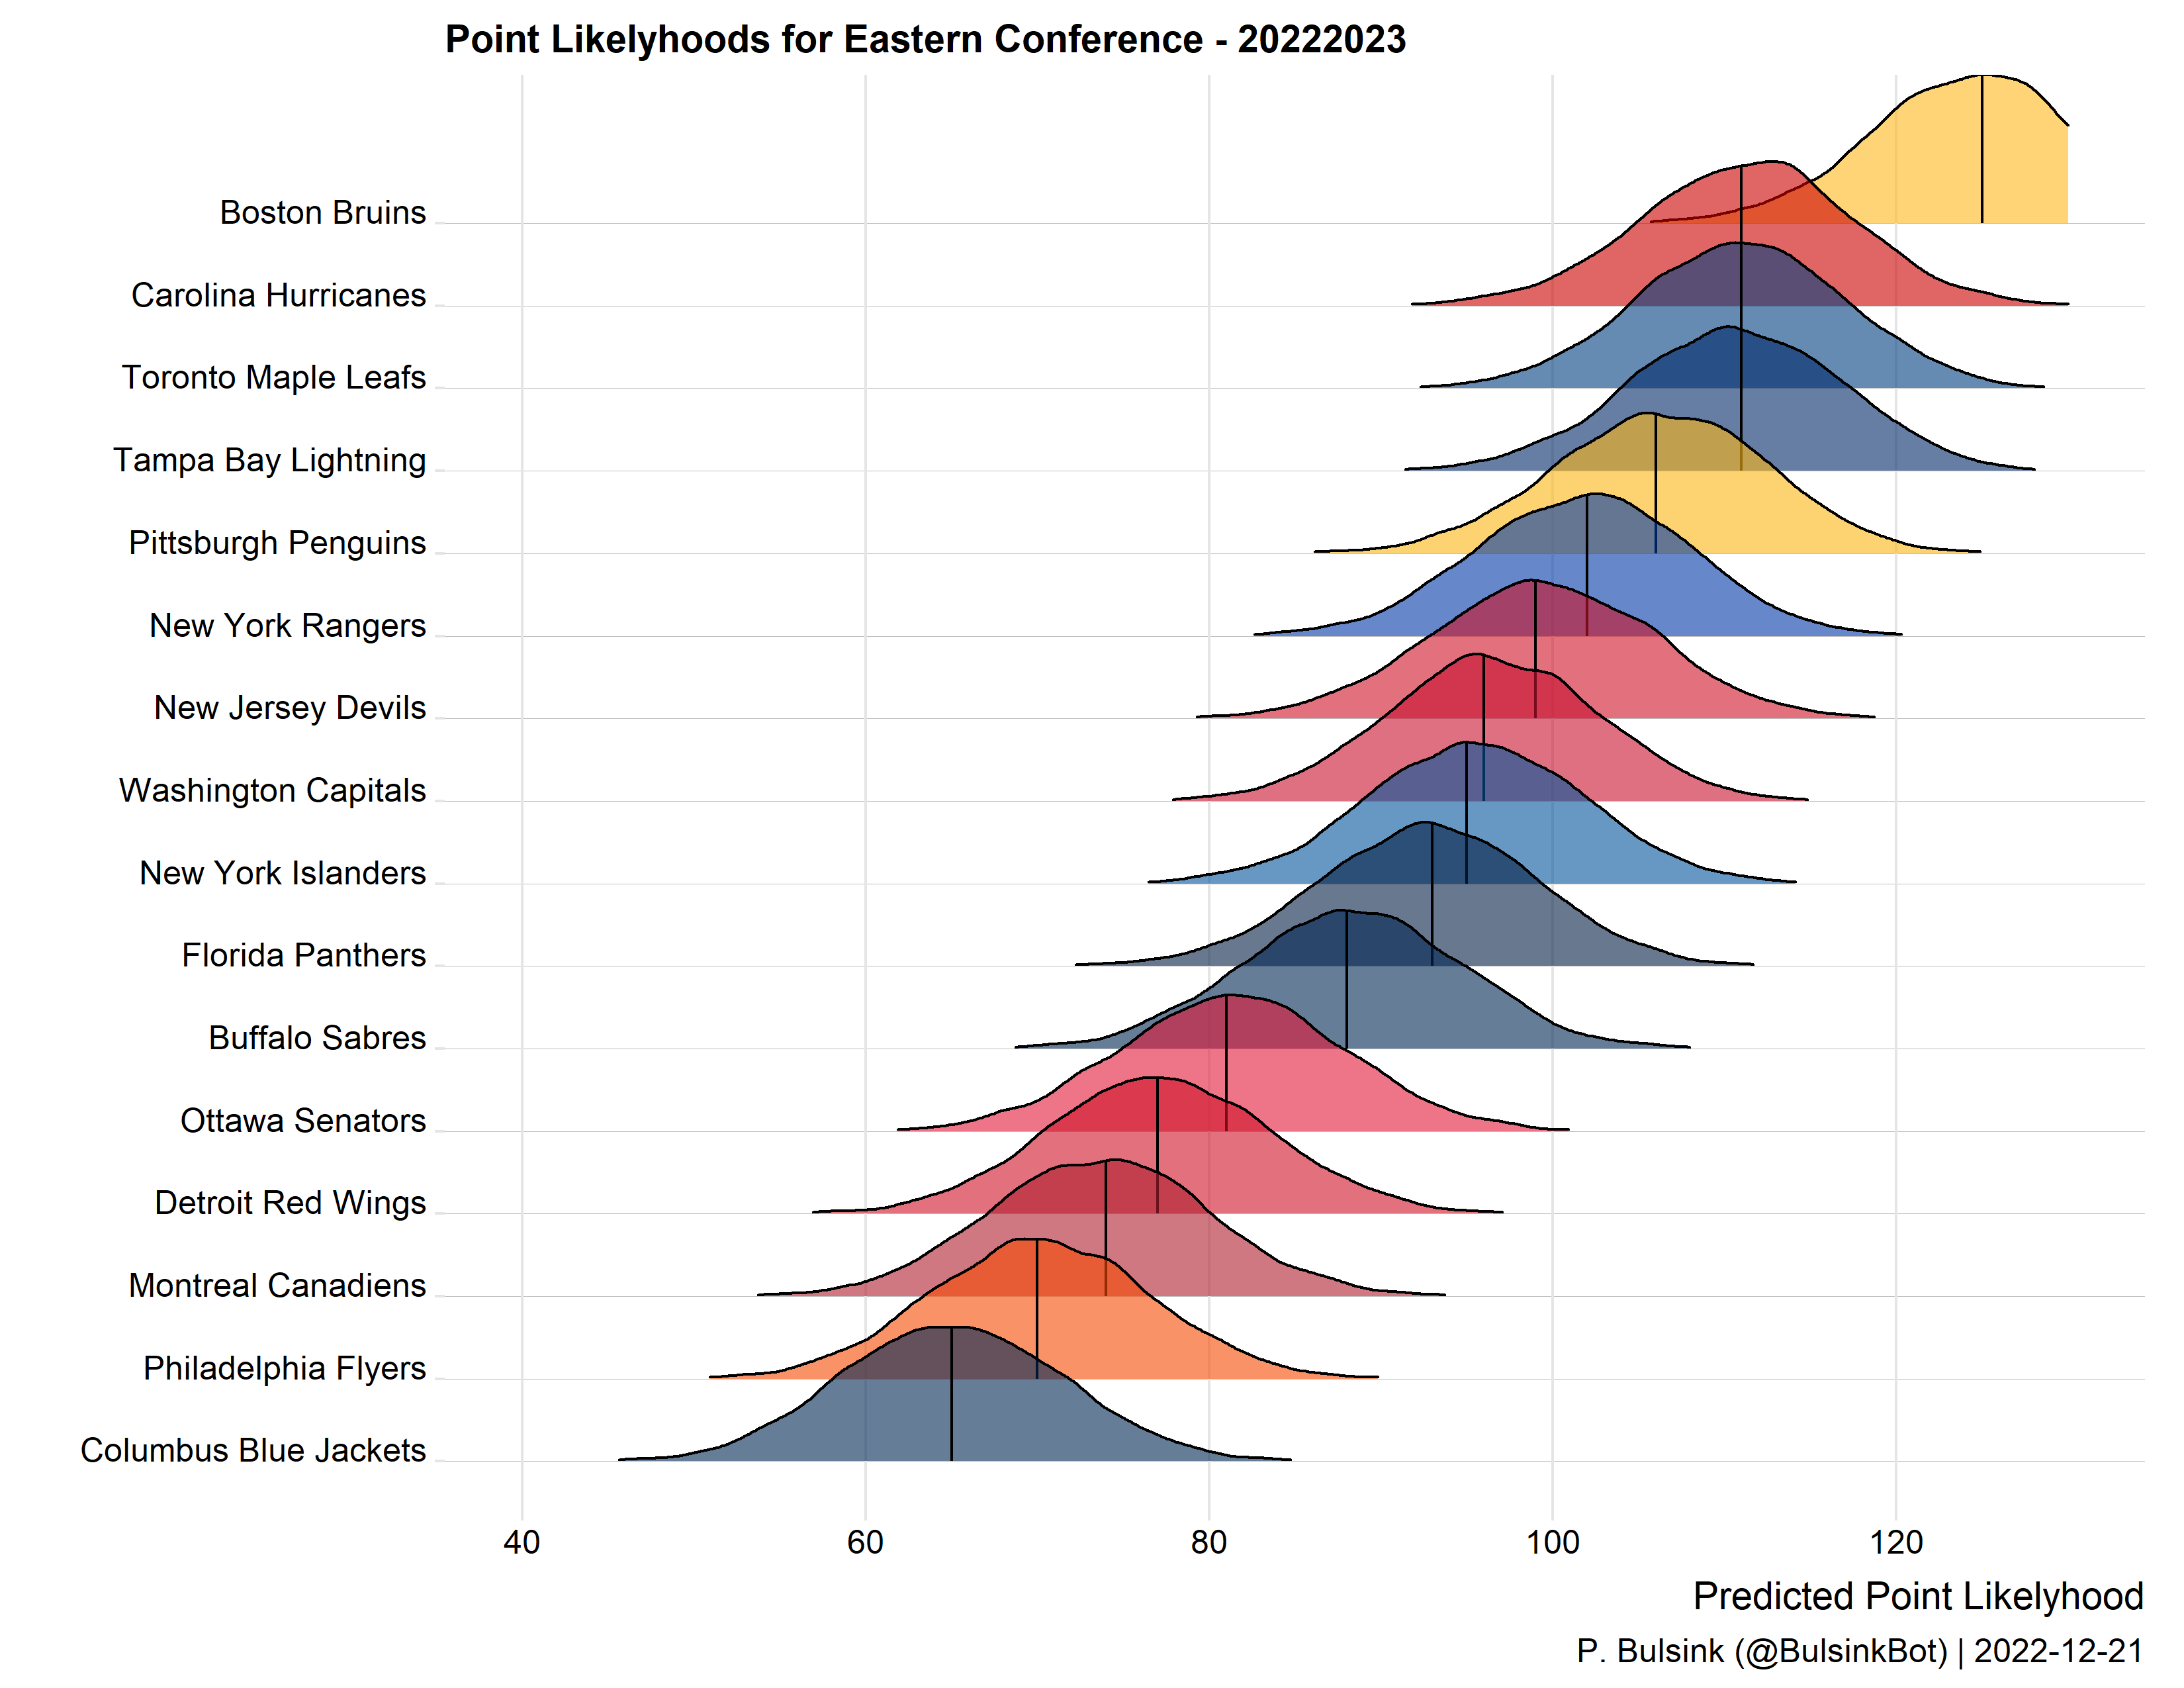 Point Likelyhoods for Eastern Conference - 20222023
Boston Bruins
Carolina Hurricanes
Toronto Maple Leafs
Tampa Bay Lightning
Pittsburgh Penguins
New York Rangers
New Jersey Devils
Washington Capitals
New York Islanders
Florida Panthers
Buffalo Sabres
Ottawa Senators
Detroit Red Wings
Montreal Canadiens
Philadelphia Flyers
Columbus Blue Jackets
40 60 80 100 120
Predicted Point Likelyhood
P. Bulsink (@BulsinkBot) | 2022-12-21